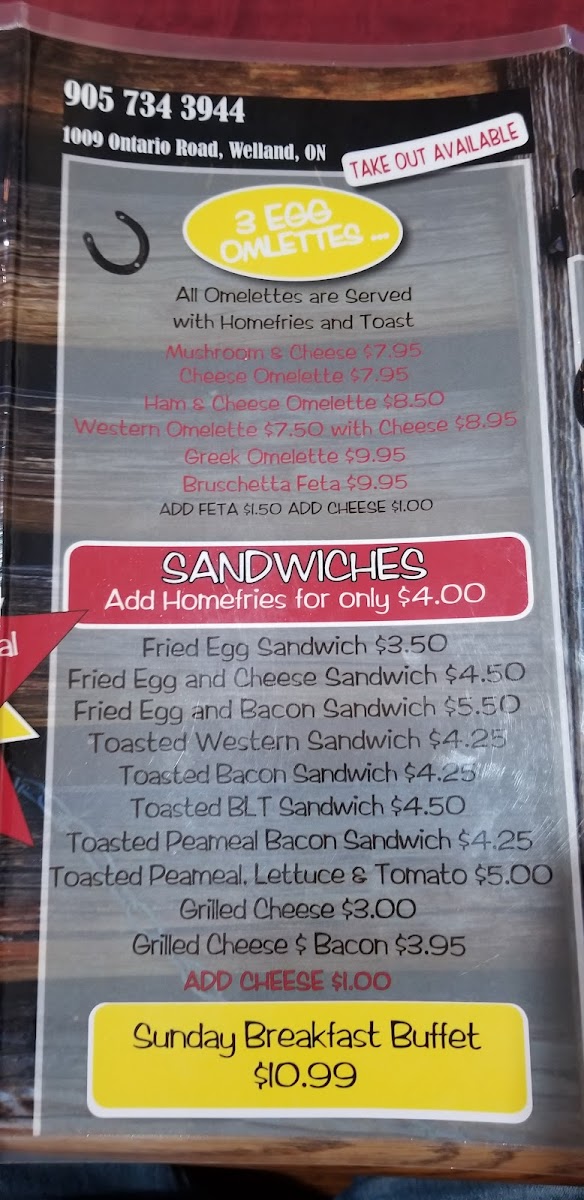 905 734 3944
1009 Ontario Road, Welland, ON
TAKE OUT AVAILABLE
3 EGG
OMLETTES ...
All Omelettes are Served
with Homefries and Toast
Mushroom & Cheese $7.95
Cheese Omelette $7.95
Ham & Cheese Omelette $8.50
Western Omelette $7.50 with Cheese $8.95
Greek Omelette $9.95
Bruschetta Feta $9.95
ADD FETA $1.50 ADD CHEESE $1.00
SANDWICHES
Add Homefries for only $4.00
al
Fried Egg Sandwich $3.50
Fried Egg and Cheese Sandwich $4.50
Fried Egg and Bacon Sandwich $5.50
Toasted Western Sandwich $4.25
Toasted Bacon Sandwich $4.25
Toasted BLT Sandwich $4.50
Toasted Peameal Bacon Sandwich $4.25
Toasted Peameal, Lettuce & Tomato $5.00
Grilled Cheese $3.00
Grilled Cheese $ Bacon $3.95
ADD CHEESE $1.00
Sunday Breakfast Buffet
$10.99